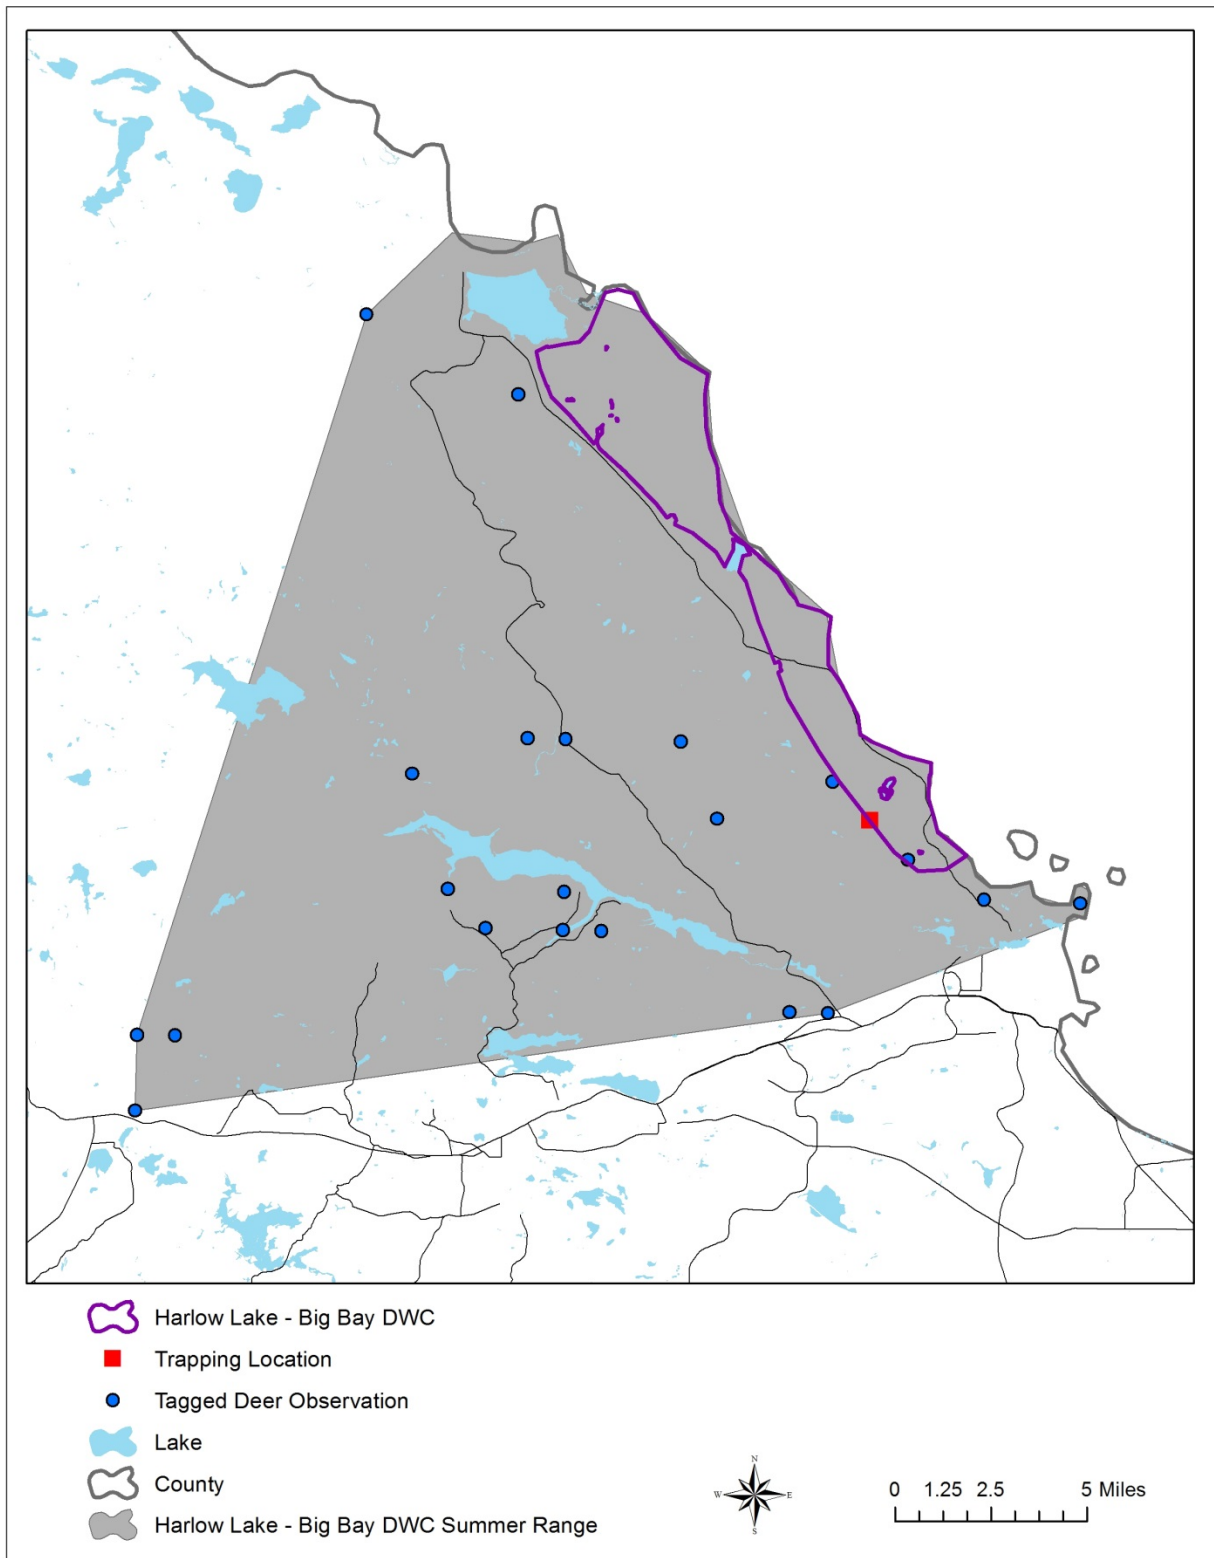 Harlow Lake - Big Bay DWC
Trapping Location
Tagged Deer Observation
Lake
County
Harlow Lake - Big Bay DWC Summer Range
N
W E
S
0 1.25 2.5 5 Miles